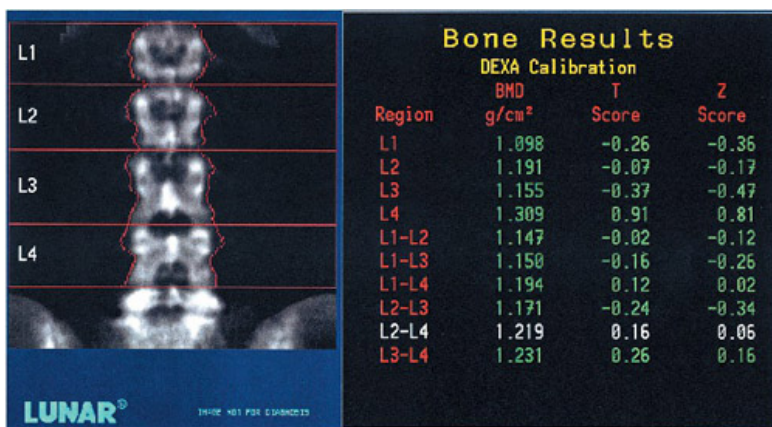 L1
L2
L3
L4
LUNAR®
IMAGE NOT FOR DIAGNOSIS
Bone Results
DEXA Calibration
BMD T Z
Region g/cm² Score Score
L1 1.098 -0.26 -0.36
L2 1.191 -0.07 -0.17
L3 1.155 -0.37 -0.47
L4 1.309 0.91 0.81
L1-L2 1.147 -0.02 -0.12
L1-L3 1.150 -0.16 -0.26
L1-L4 1.194 0.12 0.02
L2-L3 1.171 -0.24 -0.34
L2-L4 1.219 0.16 0.06
L3-L4 1.231 0.26 0.16